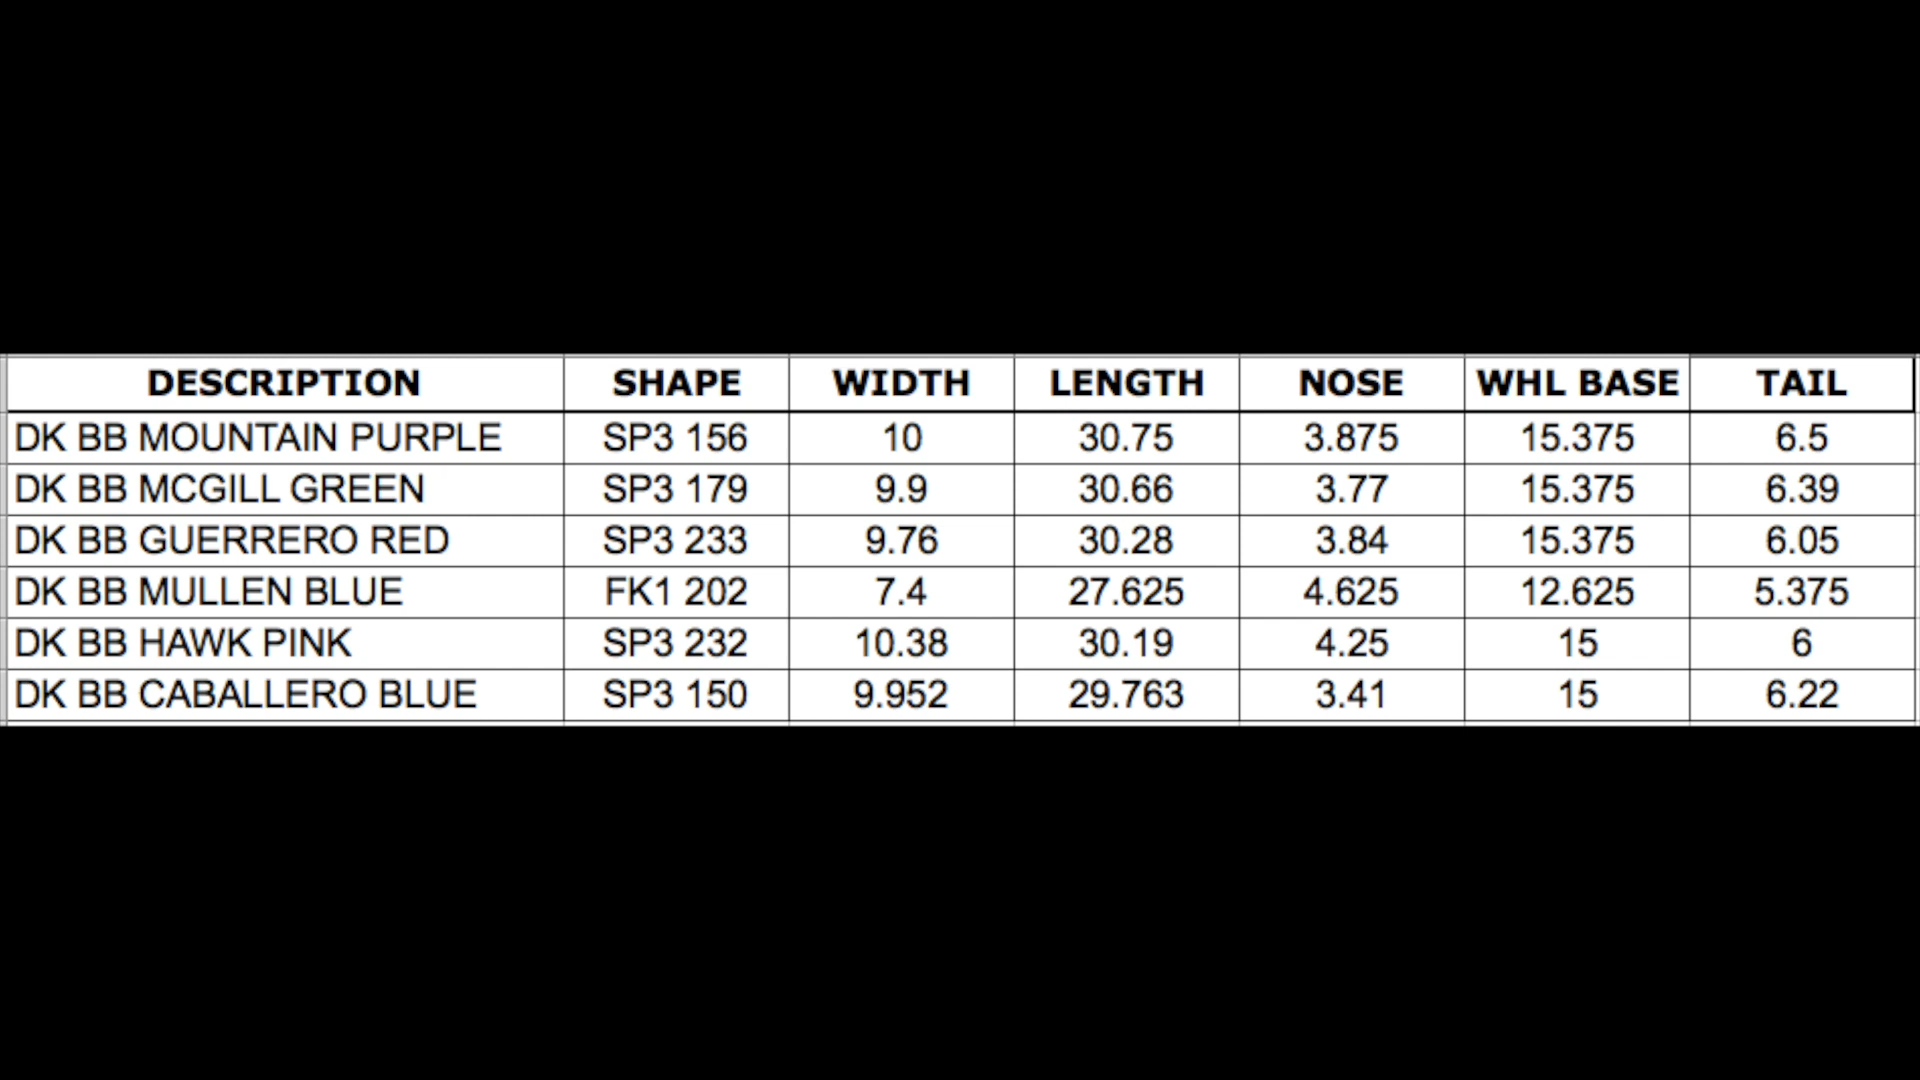 DESCRIPTION SHAPE WIDTH LENGTH NOSE WHL BASE TAIL
DK BB MOUNTAIN PURPLE SP3 156 10 30.75 3.875 15.375 6.5
DK BB MCGILL GREEN SP3 179 9.9 30.66 3.77 15.375 6.39
DK BB GUERRERO RED SP3 233 9.76 30.28 3.84 15.375 6.05
DK BB MULLEN BLUE FK1 202 7.4 27.625 4.625 12.625 5.375
DK BB HAWK PINK SP3 232 10.38 30.19 4.25 15 6
DK BB CABALLERO BLUE SP3 150 9.952 29.763 3.41 15 6.22